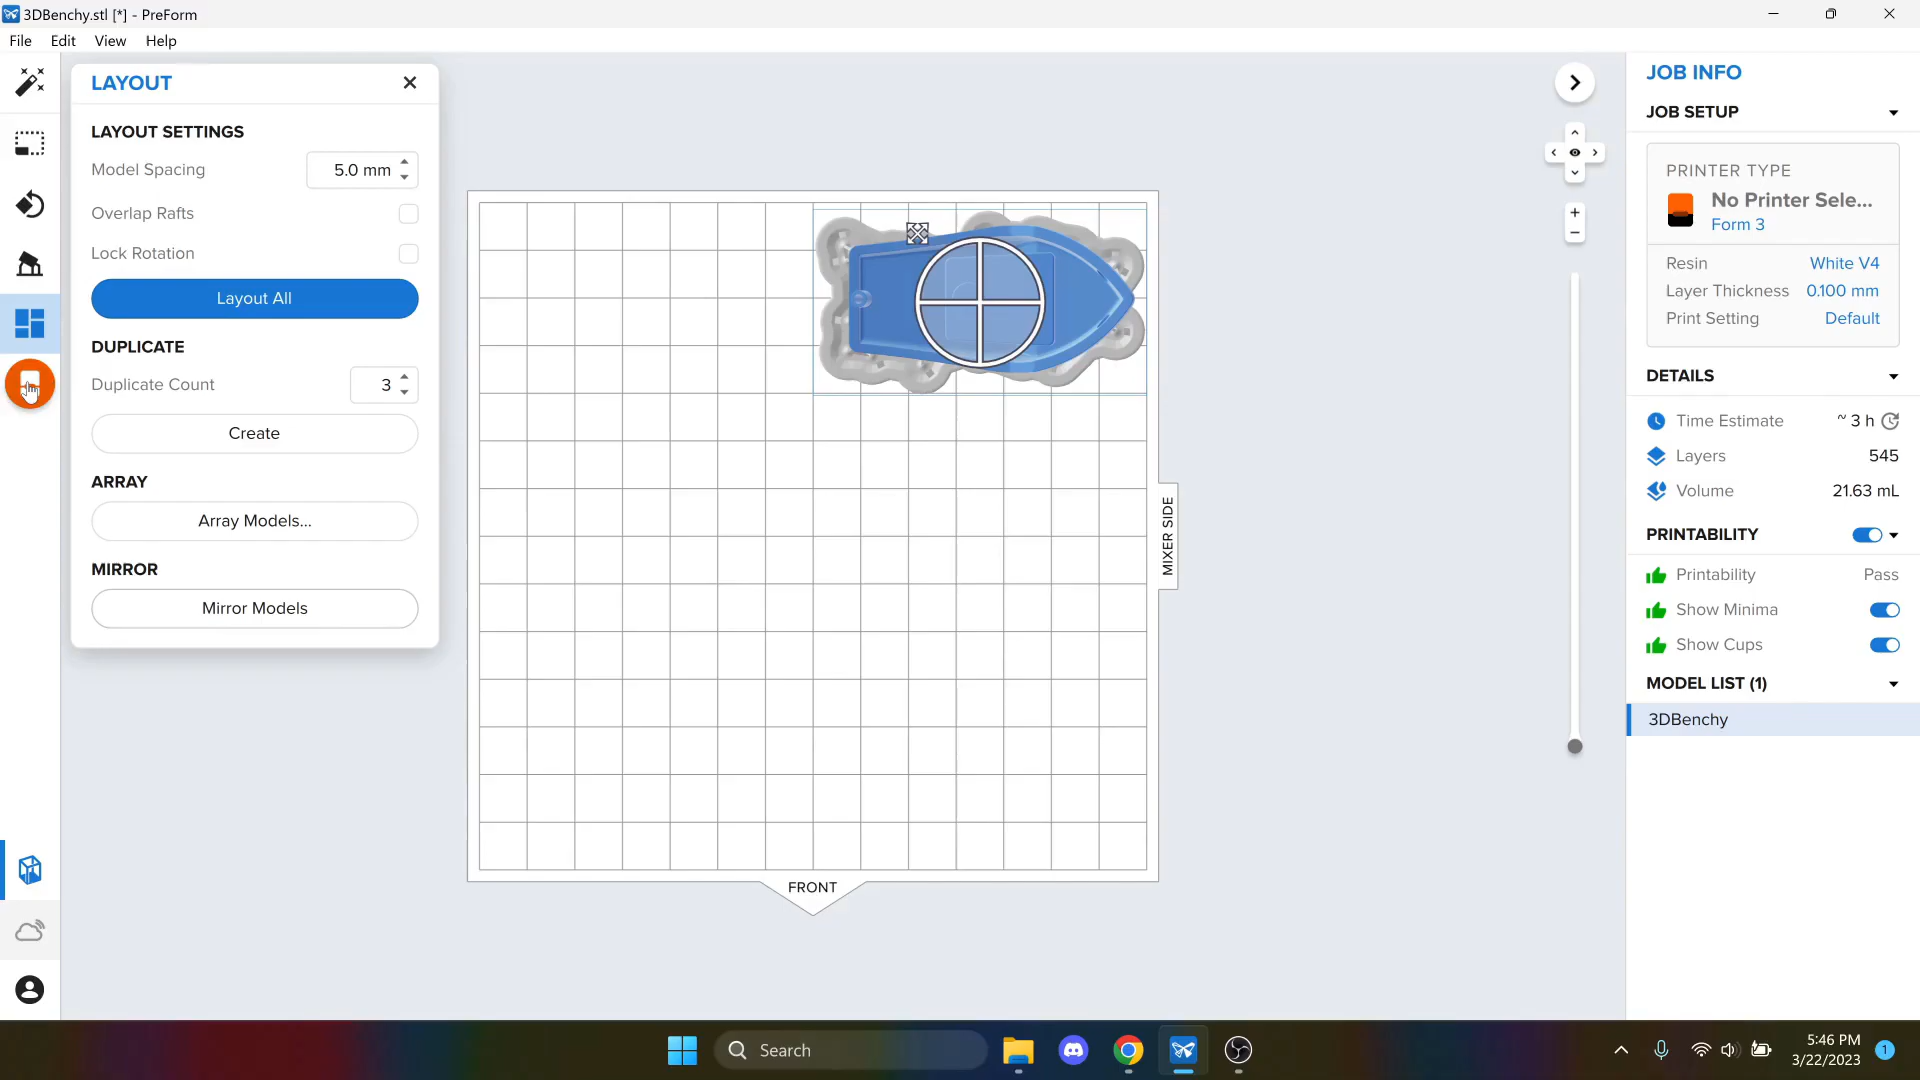 3DBenchy.stl [*] - PreForm
File Edit View Help
LAYOUT
LAYOUT SETTINGS
Model Spacing 5.0 mm
Overlap Rafts
Lock Rotation
Layout All
DUPLICATE
Duplicate Count 3
Create
ARRAY
Array Models...
MIRROR
Mirror Models
MIXER SIDE
FRONT
JOB INFO
JOB SETUP
PRINTER TYPE
No Printer Sele...
Form 3
Resin White V4
Layer Thickness 0.100 mm
Print Setting Default
DETAILS
Time Estimate ~ 3 h
Layers 545
Volume 21.63 mL
PRINTABILITY
Printability Pass
Show Minima
Show Cups
MODEL LIST (1)
3DBenchy
Search
5:46 PM
3/22/2023
1